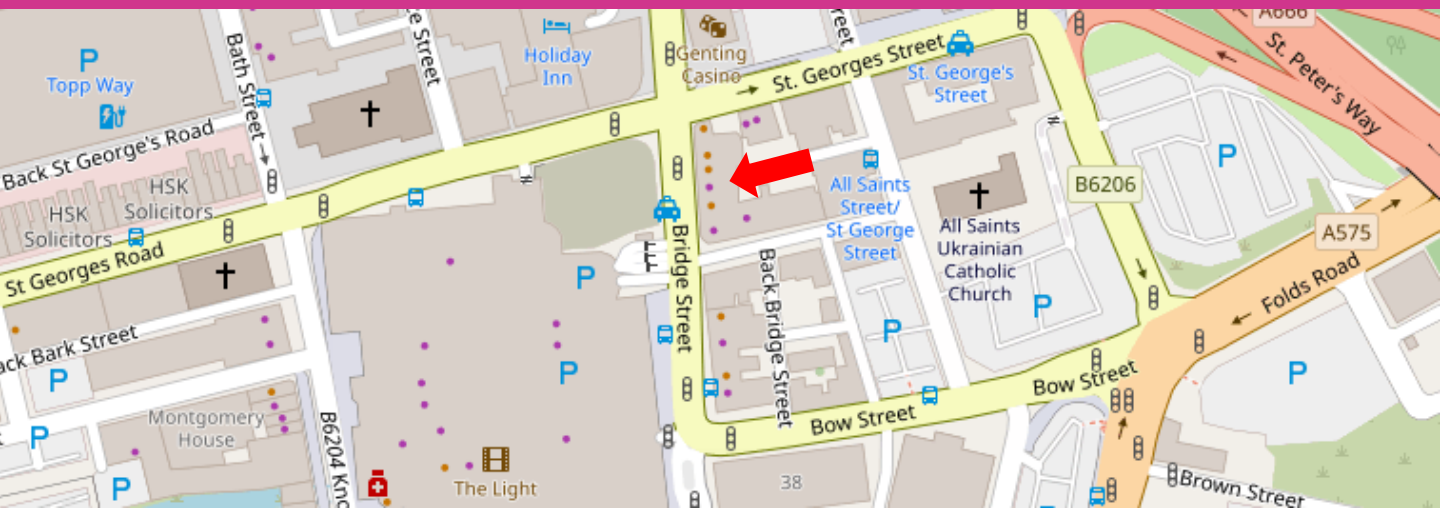 A666
St. Peter's Way
Genting
Casino
Holiday
Inn
St. Georges Street
St. George's
Street
Bath Street
e Street
reet
P
Topp Way
Back St George's Road
HSK
Solicitors
HSK
Solicitors
St Georges Road
All Saints
Street/
St George
Street
All Saints
Ukrainian
Catholic
Church
B6206
P
A575
Folds Road
P
Bridge Street
Back Bridge Street
P
P
P
P
ack Bark Street
P
Montgomery
House
P
P
B6204 Kno
The Light
Bow Street
Bow Street
38
Brown Street